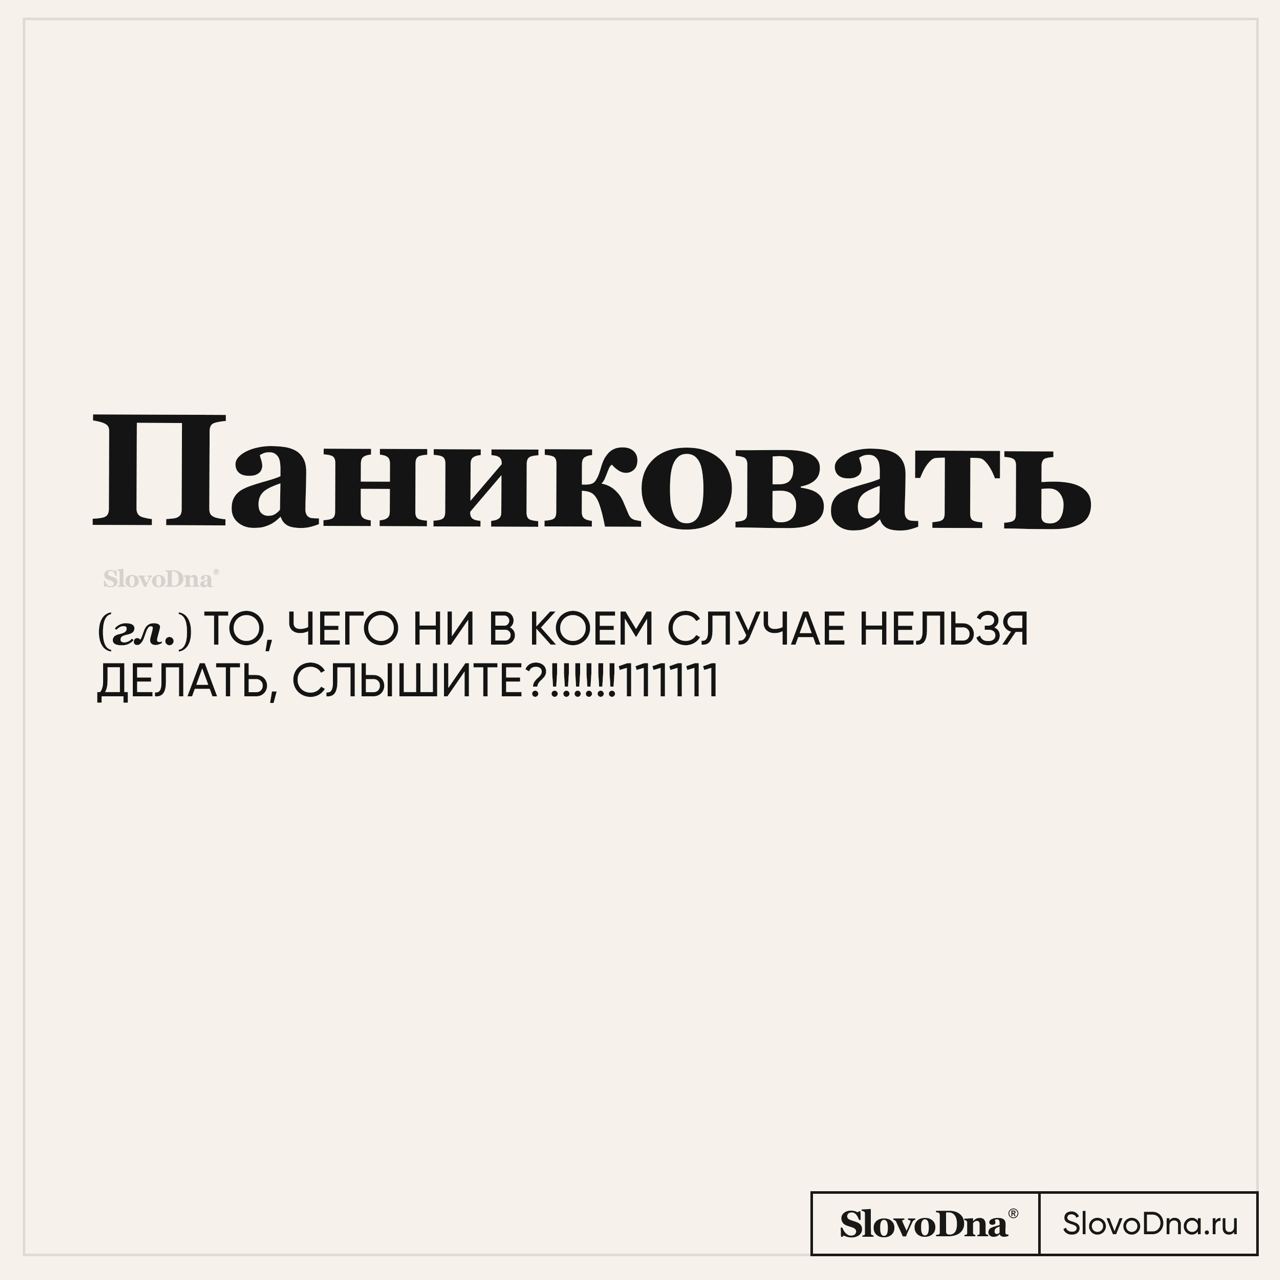 Паниковать
SlovoDna®
(гл.) ТО, ЧЕГО НИ В КОЕМ СЛУЧАЕ НЕЛЬЗЯ
ДЕЛАТЬ, СЛЫШИТЕ?!!!!!!111111
SlovoDna® SlovoDna.ru